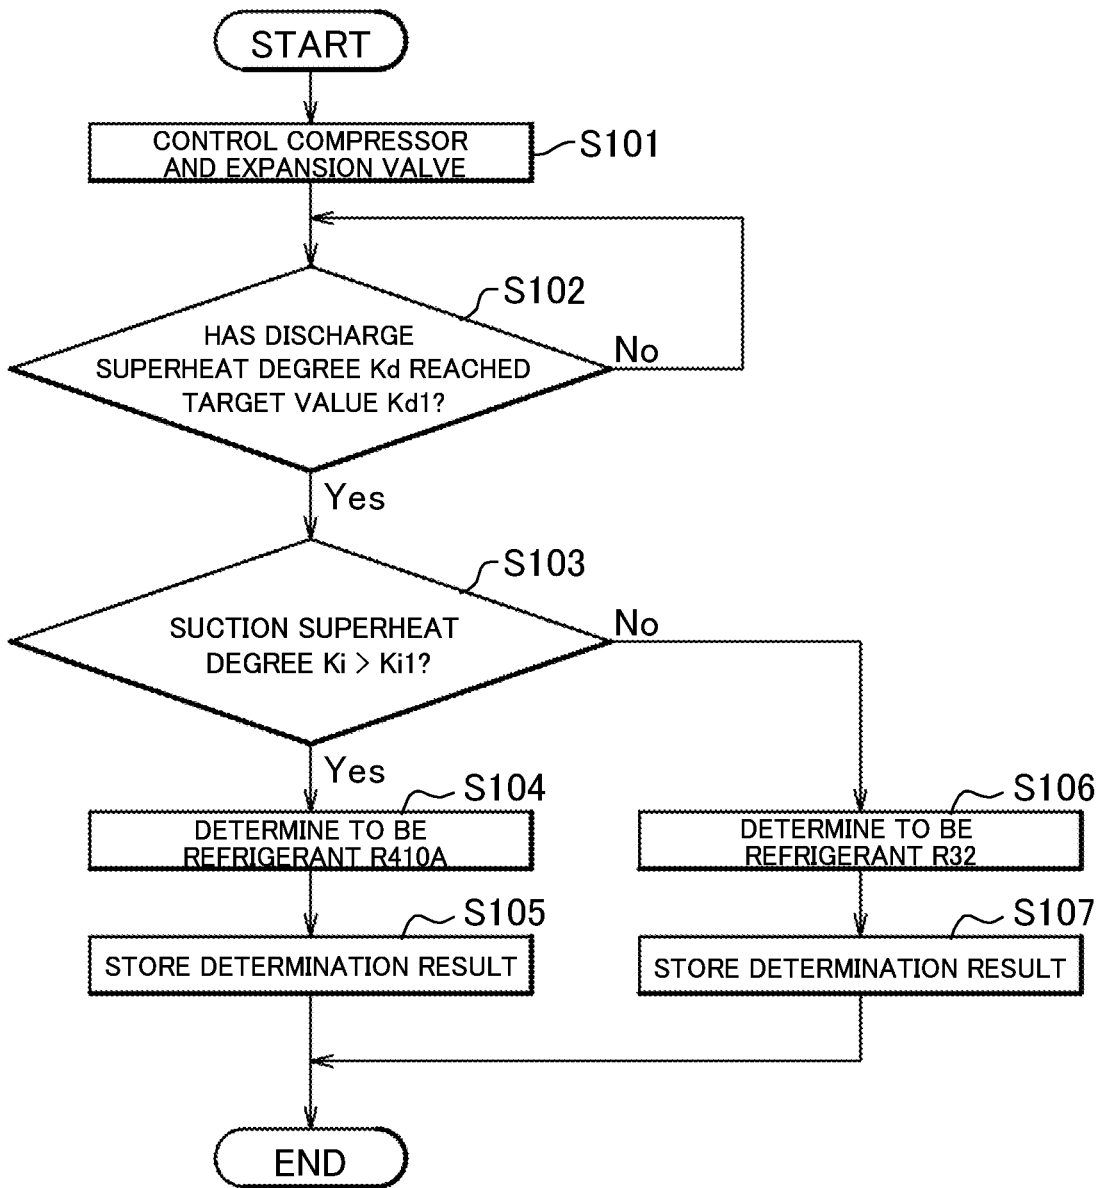 START
CONTROL COMPRESSOR
AND EXPANSION VALVE
S101
S102
HAS DISCHARGE
SUPERHEAT DEGREE Kd REACHED
TARGET VALUE Kd1?
No
Yes
S103
SUCTION SUPERHEAT
DEGREE Ki > Ki1?
No
Yes
S104
DETERMINE TO BE
REFRIGERANT R410A
S106
DETERMINE TO BE
REFRIGERANT R32
S105
STORE DETERMINATION RESULT
S107
STORE DETERMINATION RESULT
END